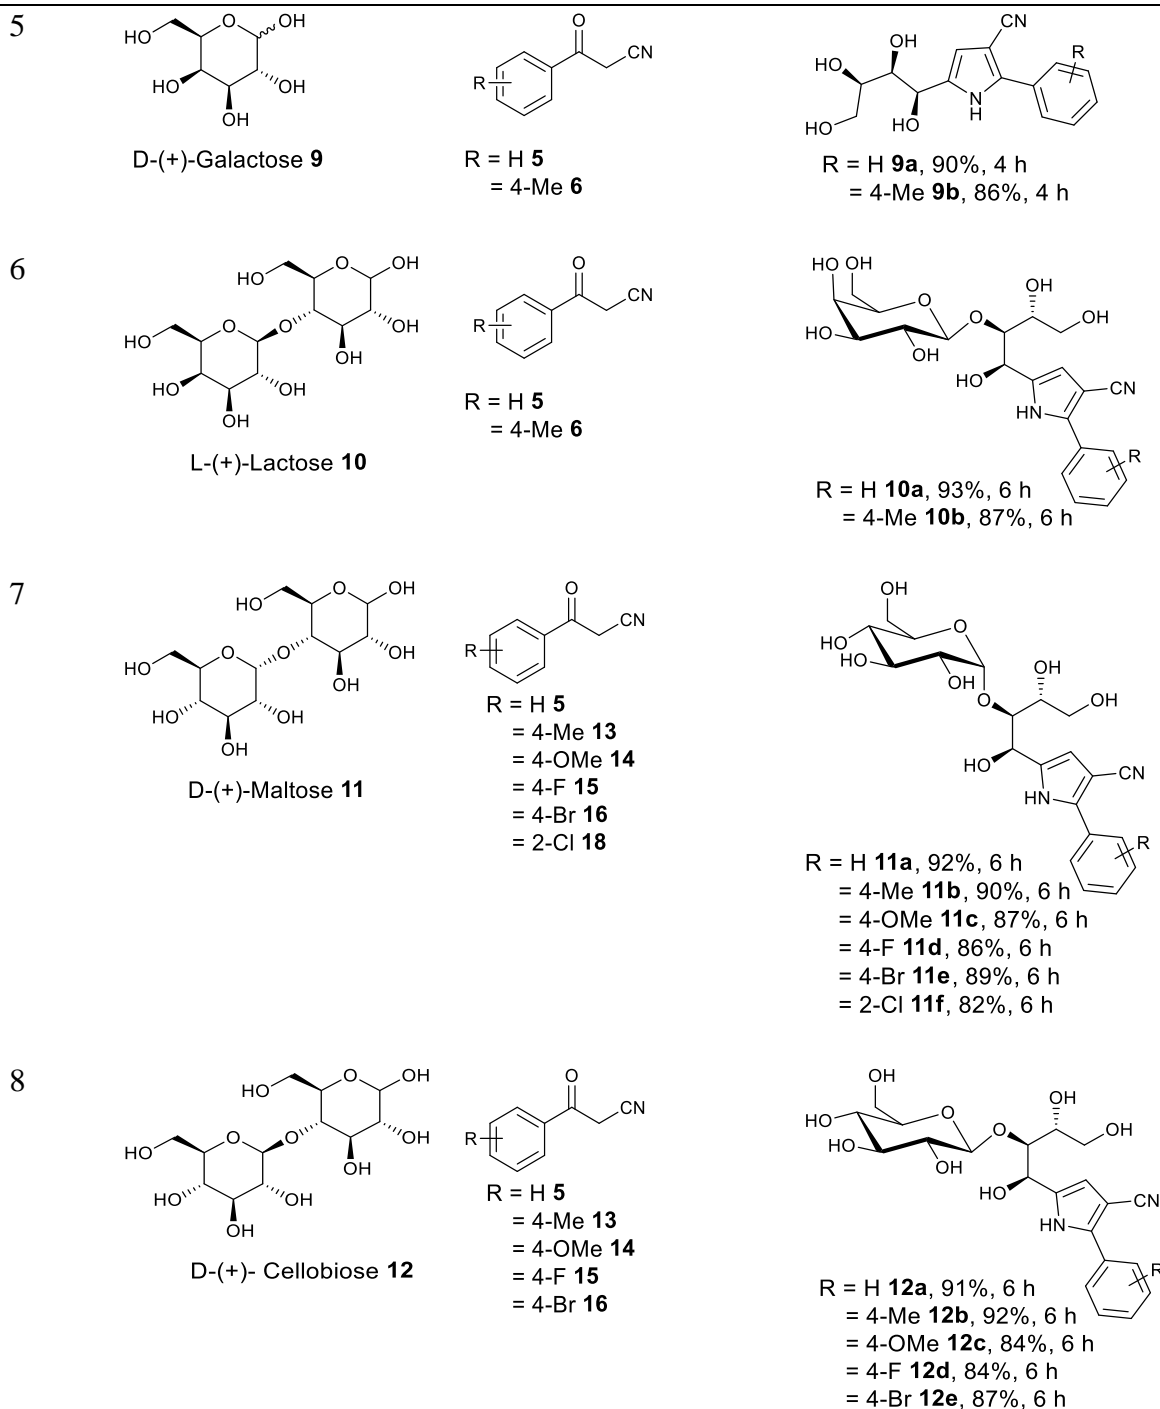 5
D-(+)-Galactose 9
R = H 5
= 4-Me 6
R = H 9a, 90%, 4 h
= 4-Me 9b, 86%, 4 h
HO
O
OH
HO
OH
OH
R
O
CN
HO
HO
OH
HO
N
H
CN
R
6
L-(+)-Lactose 10
R = H 5
= 4-Me 6
R = H 10a, 93%, 6 h
= 4-Me 10b, 87%, 6 h
HO
O
OH
HO
O
O
OH
OH
HO
OH
OH
R
O
CN
HO
OH
HO
O
OH
O
OH
OH
HO
HN
CN
R
7
D-(+)-Maltose 11
R = H 5
= 4-Me 13
= 4-OMe 14
= 4-F 15
= 4-Br 16
= 2-Cl 18
R = H 11a, 92%, 6 h
= 4-Me 11b, 90%, 6 h
= 4-OMe 11c, 87%, 6 h
= 4-F 11d, 86%, 6 h
= 4-Br 11e, 89%, 6 h
= 2-Cl 11f, 82%, 6 h
HO
O
OH
HO
O
O
OH
OH
HO
OH
OH
R
O
CN
OH
HO
HO
O
OH
O
OH
OH
HO
HN
CN
R
8
D-(+)- Cellobiose 12
R = H 5
= 4-Me 13
= 4-OMe 14
= 4-F 15
= 4-Br 16
R = H 12a, 91%, 6 h
= 4-Me 12b, 92%, 6 h
= 4-OMe 12c, 84%, 6 h
= 4-F 12d, 84%, 6 h
= 4-Br 12e, 87%, 6 h
HO
O
OH
HO
O
O
OH
OH
HO
OH
OH
R
O
CN
OH
HO
HO
O
OH
O
OH
OH
HO
HN
CN
R